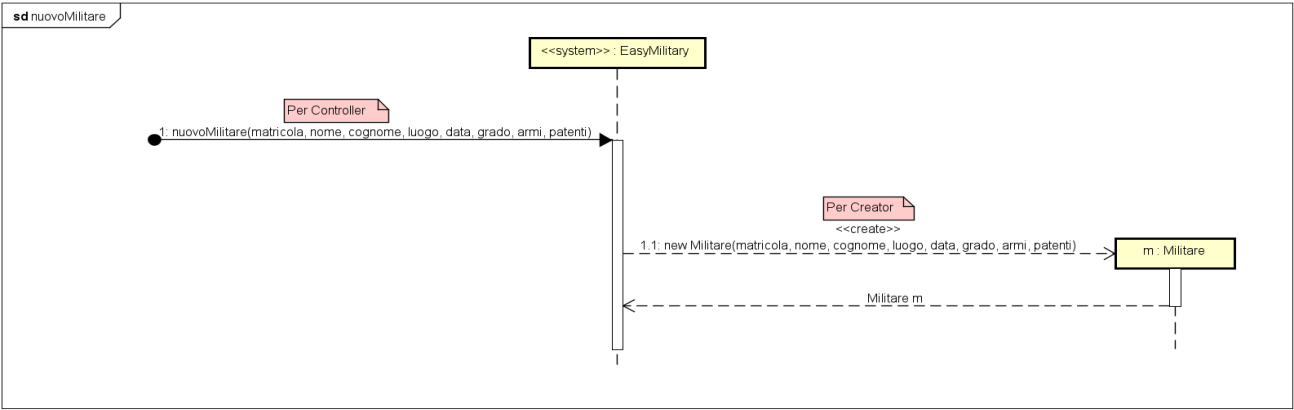 sd nuovoMilitare
<<system>> : EasyMilitary
Per Controller
1: nuovoMilitare(matricola, nome, cognome, luogo, data, grado, armi, patenti)
Per Creator
<<create>>
1.1: new Militare(matricola, nome, cognome, luogo, data, grado, armi, patenti)
m : Militare
Militare m